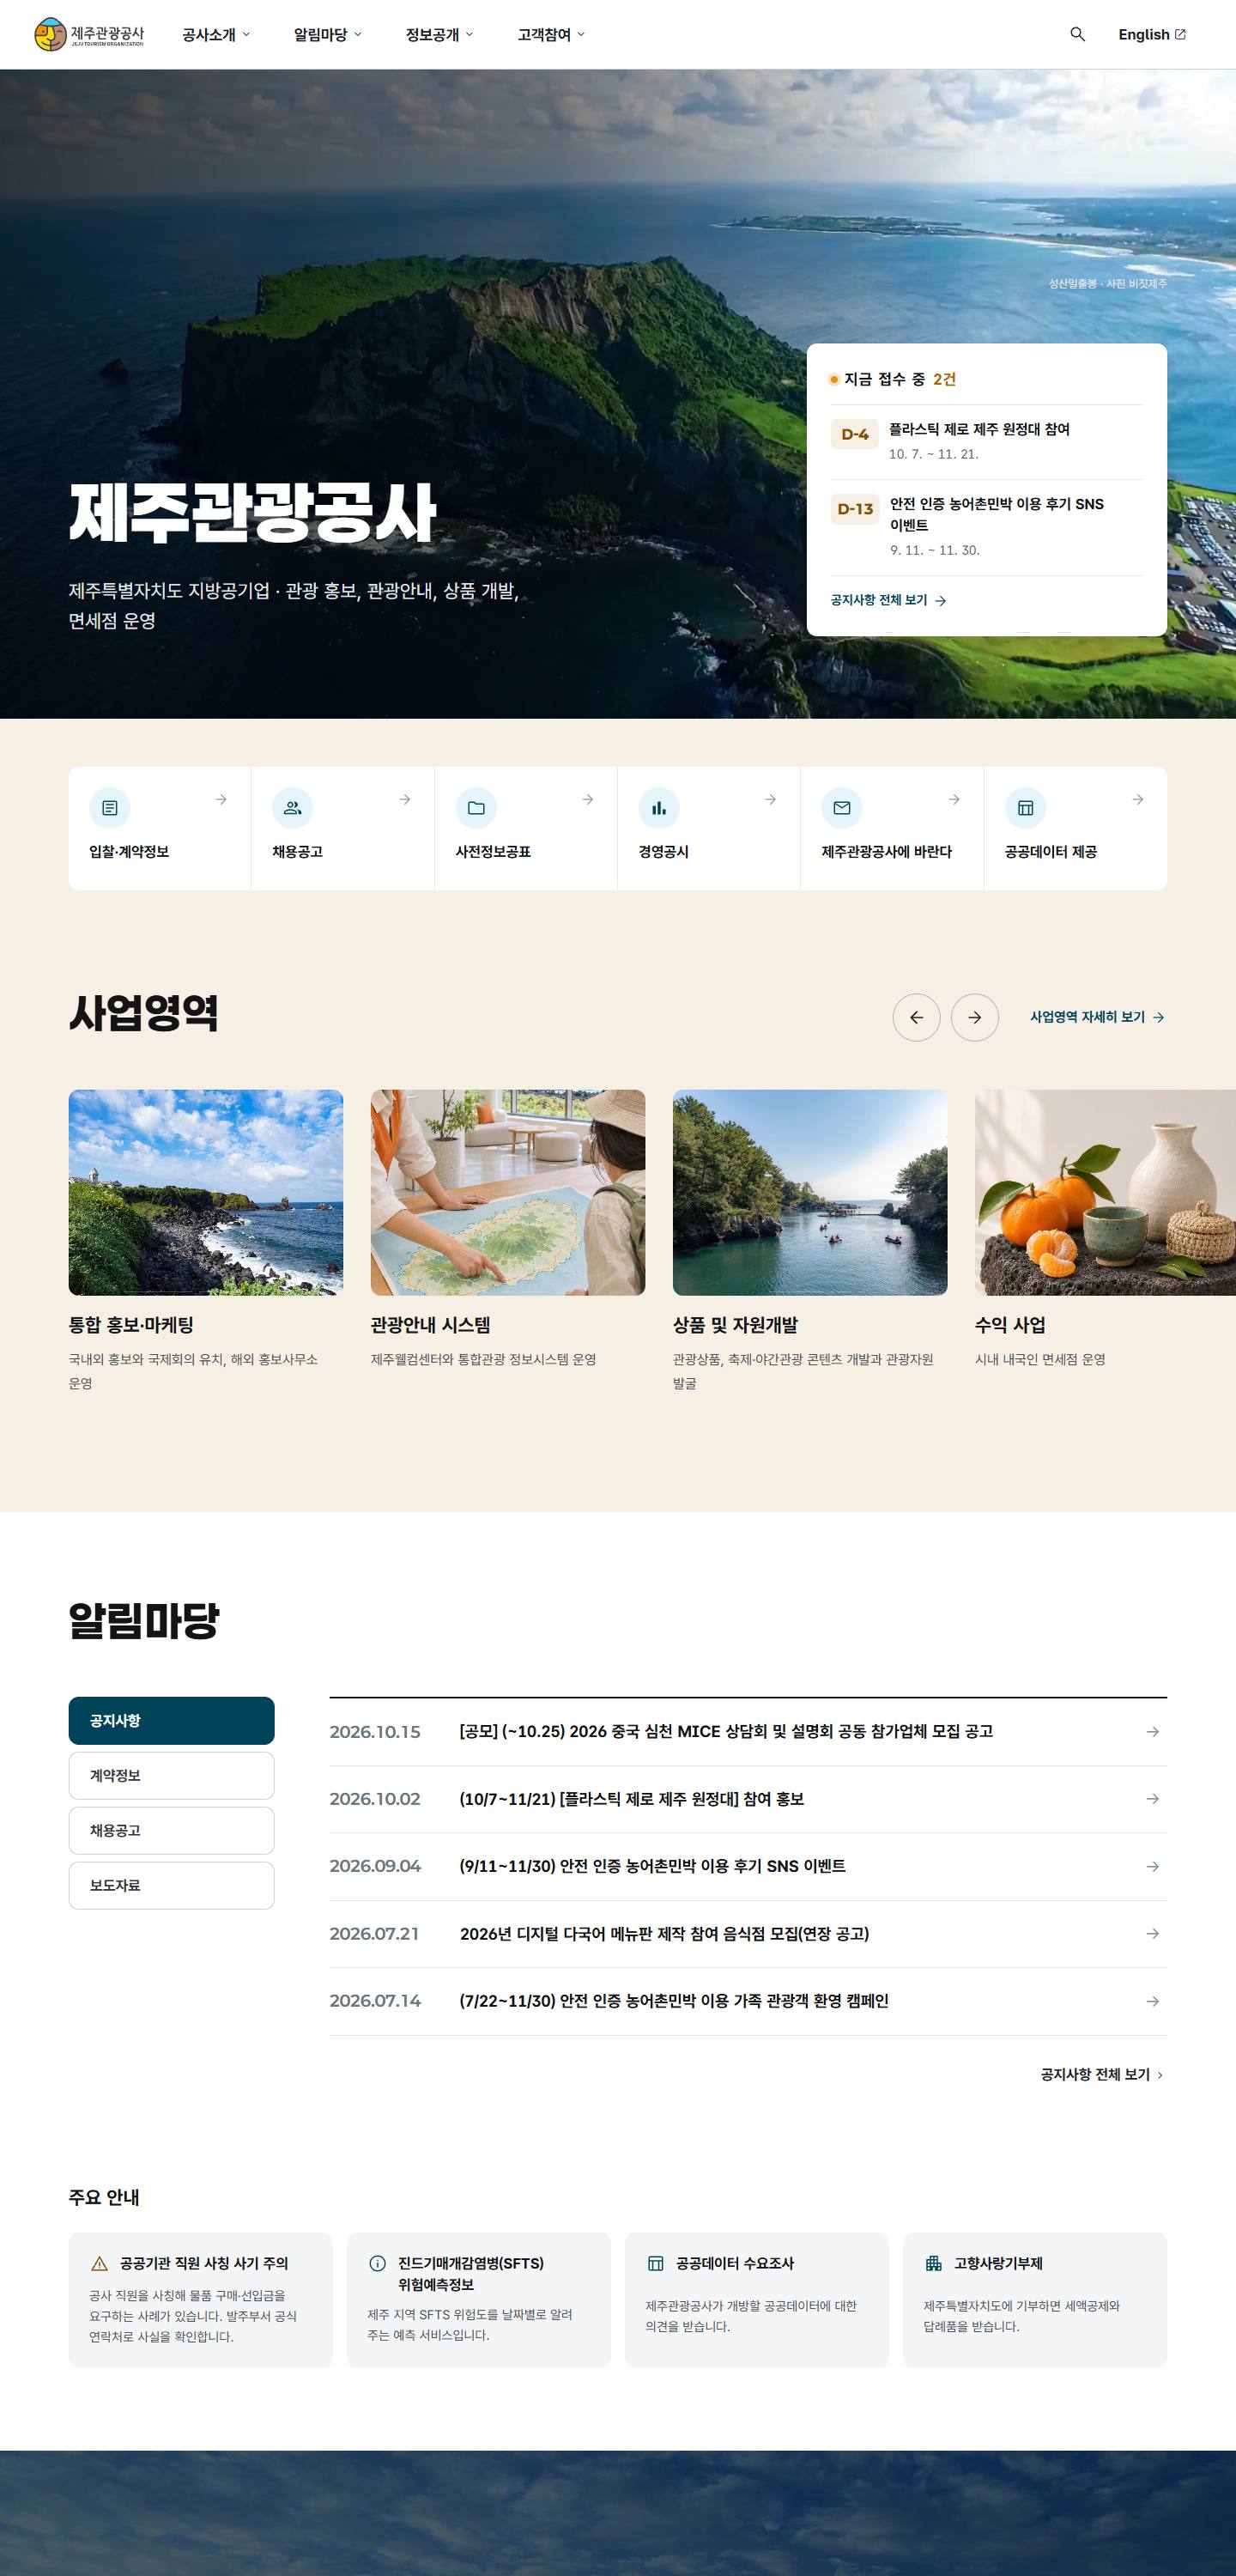 제주관광공사
JEJU TOURISM ORGANIZATION
공사소개
알림마당
정보공개
고객참여
English
성산일출봉 · 사진 비짓제주
지금 접수 중 2건
D-4
플라스틱 제로 제주 원정대 참여
10. 7. ~ 11. 21.
D-13
안전 인증 농어촌민박 이용 후기 SNS
이벤트
9. 11. ~ 11. 30.
공지사항 전체 보기
제주관광공사
제주특별자치도 지방공기업 · 관광 홍보, 관광안내, 상품 개발,
면세점 운영
입찰·계약정보
채용공고
사전정보공표
경영공시
제주관광공사에 바란다
공공데이터 제공
사업영역
사업영역 자세히 보기
통합 홍보·마케팅
국내외 홍보와 국제회의 유치, 해외 홍보사무소
운영
관광안내 시스템
제주웰컴센터와 통합관광 정보시스템 운영
상품 및 자원개발
관광상품, 축제·야간관광 콘텐츠 개발과 관광자원
발굴
수익 사업
시내 내국인 면세점 운영
알림마당
공지사항
계약정보
채용공고
보도자료
2026.10.15
[공모] (~10.25) 2026 중국 심천 MICE 상담회 및 설명회 공동 참가업체 모집 공고
2026.10.02
(10/7~11/21) [플라스틱 제로 제주 원정대] 참여 홍보
2026.09.04
(9/11~11/30) 안전 인증 농어촌민박 이용 후기 SNS 이벤트
2026.07.21
2026년 디지털 다국어 메뉴판 제작 참여 음식점 모집(연장 공고)
2026.07.14
(7/22~11/30) 안전 인증 농어촌민박 이용 가족 관광객 환영 캠페인
공지사항 전체 보기
주요 안내
공공기관 직원 사칭 사기 주의
공사 직원을 사칭해 물품 구매·선입금을
요구하는 사례가 있습니다. 발주부서 공식
연락처로 사실을 확인합니다.
진드기매개감염병(SFTS)
위험예측정보
제주 지역 SFTS 위험도를 날짜별로 알려
주는 예측 서비스입니다.
공공데이터 수요조사
제주관광공사가 개방할 공공데이터에 대한
의견을 받습니다.
고향사랑기부제
제주특별자치도에 기부하면 세액공제와
답례품을 받습니다.